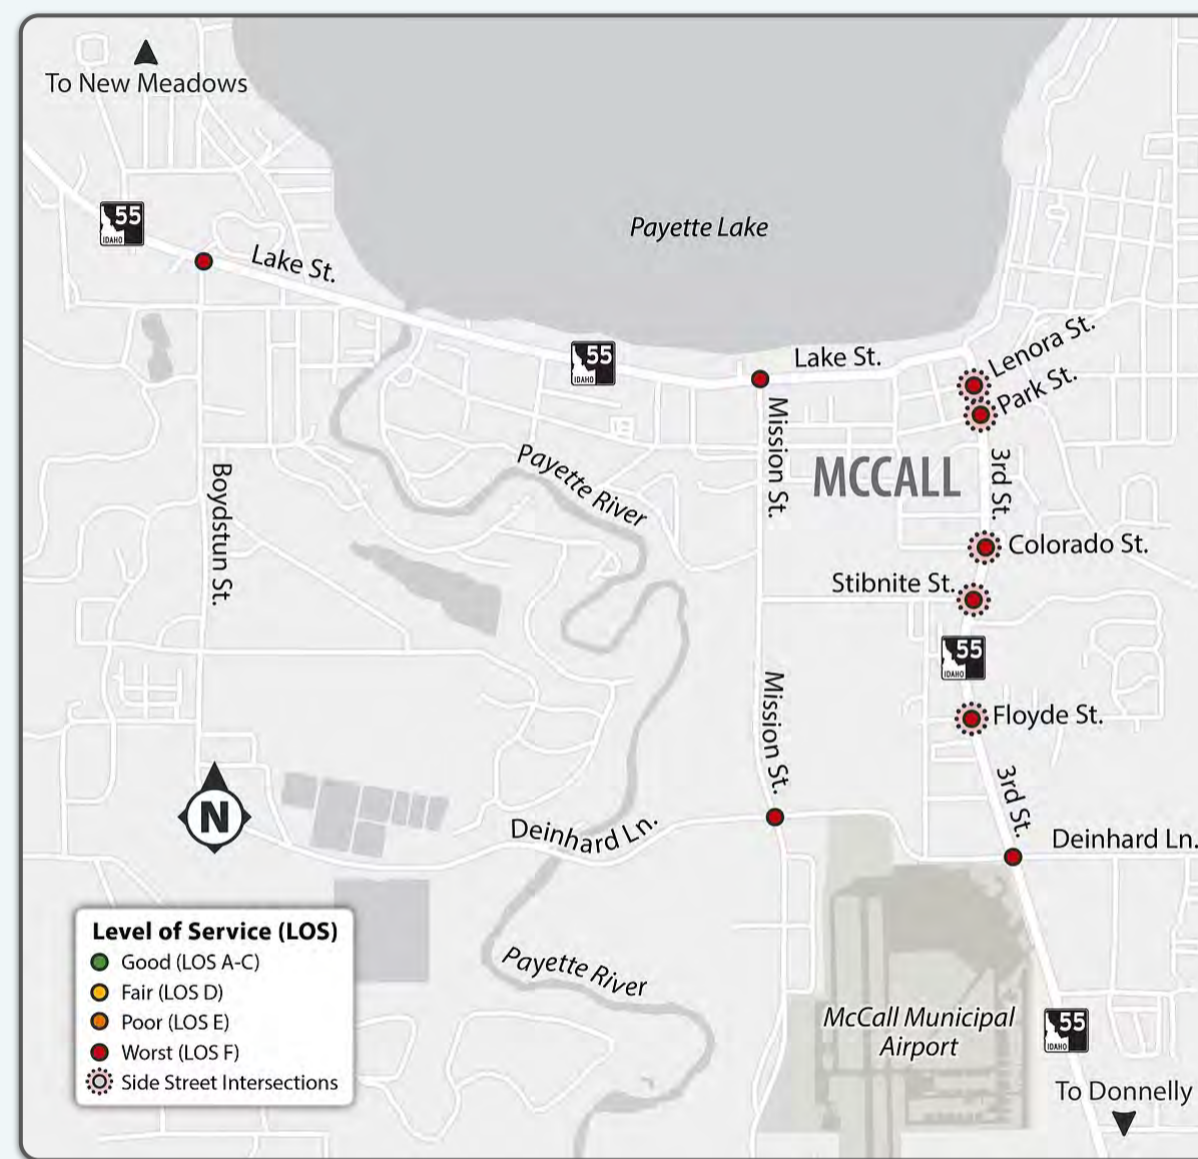 To New Meadows
55
IDAHO
Payette Lake
Lake St.
Lenora St.
55
IDAHO
Lake St.
Park St.
Mission St.
Payette River
MCCALL
3rd St.
Boydstun St.
Colorado St.
Stibnite St.
55
IDAHO
Mission St.
Floyde St.
3rd St.
N
Deinhard Ln.
Deinhard Ln.
Level of Service (LOS)
Good (LOS A-C)
Fair (LOS D)
Poor (LOS E)
Worst (LOS F)
Side Street Intersections
Payette River
McCall Municipal
Airport
55
IDAHO
To Donnelly